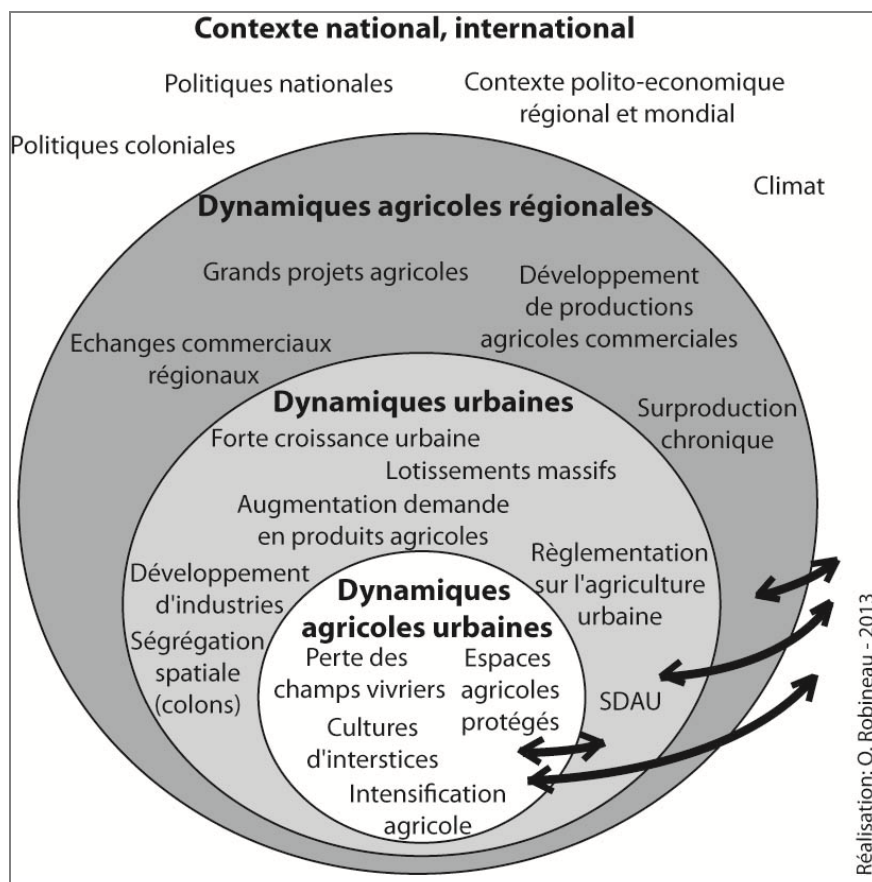 Contexte national, international
Politiques nationales
Contexte polito-economique
régional et mondial
Politiques coloniales
Climat
Dynamiques agricoles régionales
Grands projets agricoles
Développement
de productions
agricoles commerciales
Echanges commerciaux
régionaux
Surproduction
chronique
Dynamiques urbaines
Forte croissance urbaine
Lotissements massifs
Augmentation demande
en produits agricoles
Règlementation
sur l'agriculture
urbaine
Développement
d'industries
Ségrégation
spatiale
(colons)
SDAU
Dynamiques
agricoles urbaines
Perte des
champs vivriers
Espaces
agricoles
protégés
Cultures
d'interstices
Intensification
agricole
Réalisation: O. Robineau - 2013